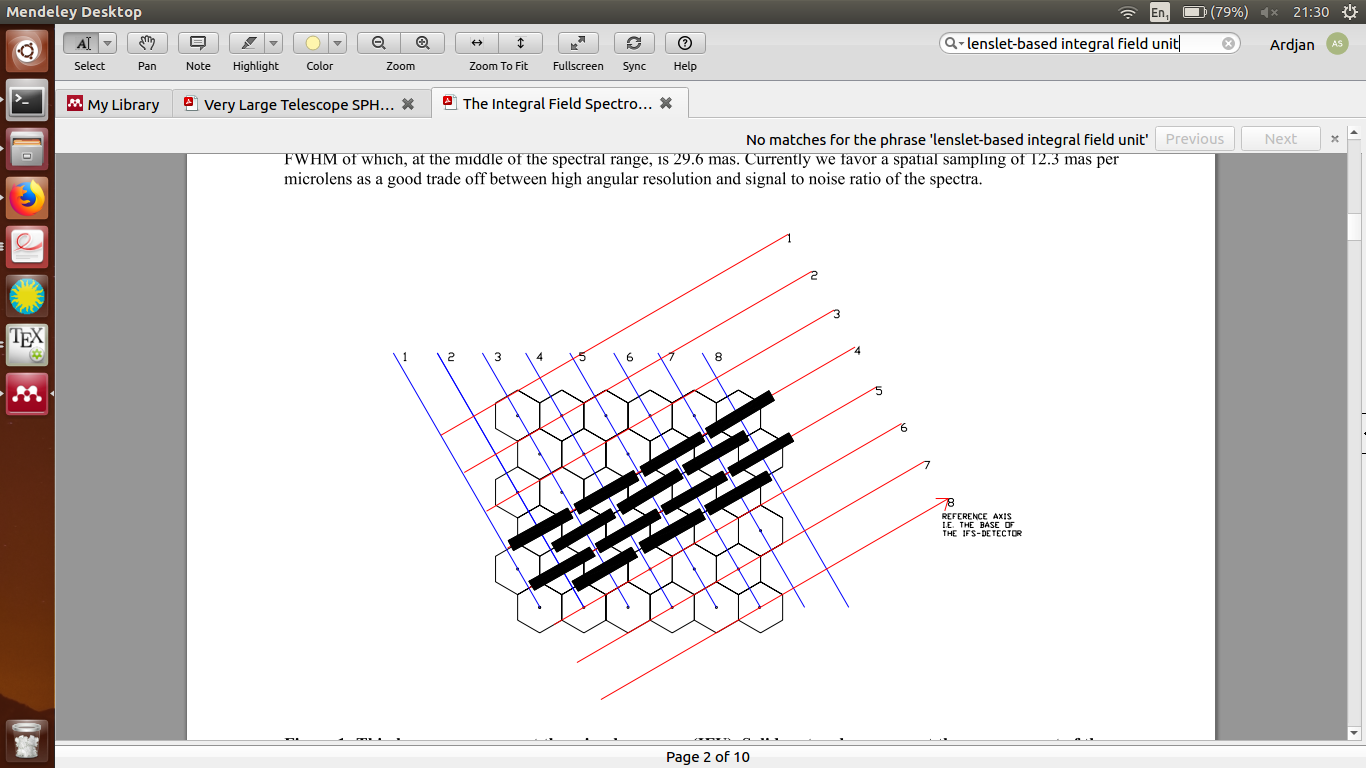 Mendeley Desktop
En1
(79%)
21:30
Select
Pan
Note
Highlight
Color
Zoom
Zoom To Fit
Fullscreen
Sync
Help
lenslet-based integral field unit
Ardjan
AS
My Library
Very Large Telescope SPH...
The Integral Field Spectro...
No matches for the phrase 'lenslet-based integral field unit'
Previous
Next
FWHM of which, at the middle of the spectral range, is 29.6 mas. Currently we favor a spatial sampling of 12.3 mas per
microlens as a good trade off between high angular resolution and signal to noise ratio of the spectra.
1
2
3
4
5
6
7
8
1 2 3 4 5 6 7 8
REFERENCE AXIS
I.E. THE BASE OF
THE IFS-DETECTOR
TEX
Page 2 of 10